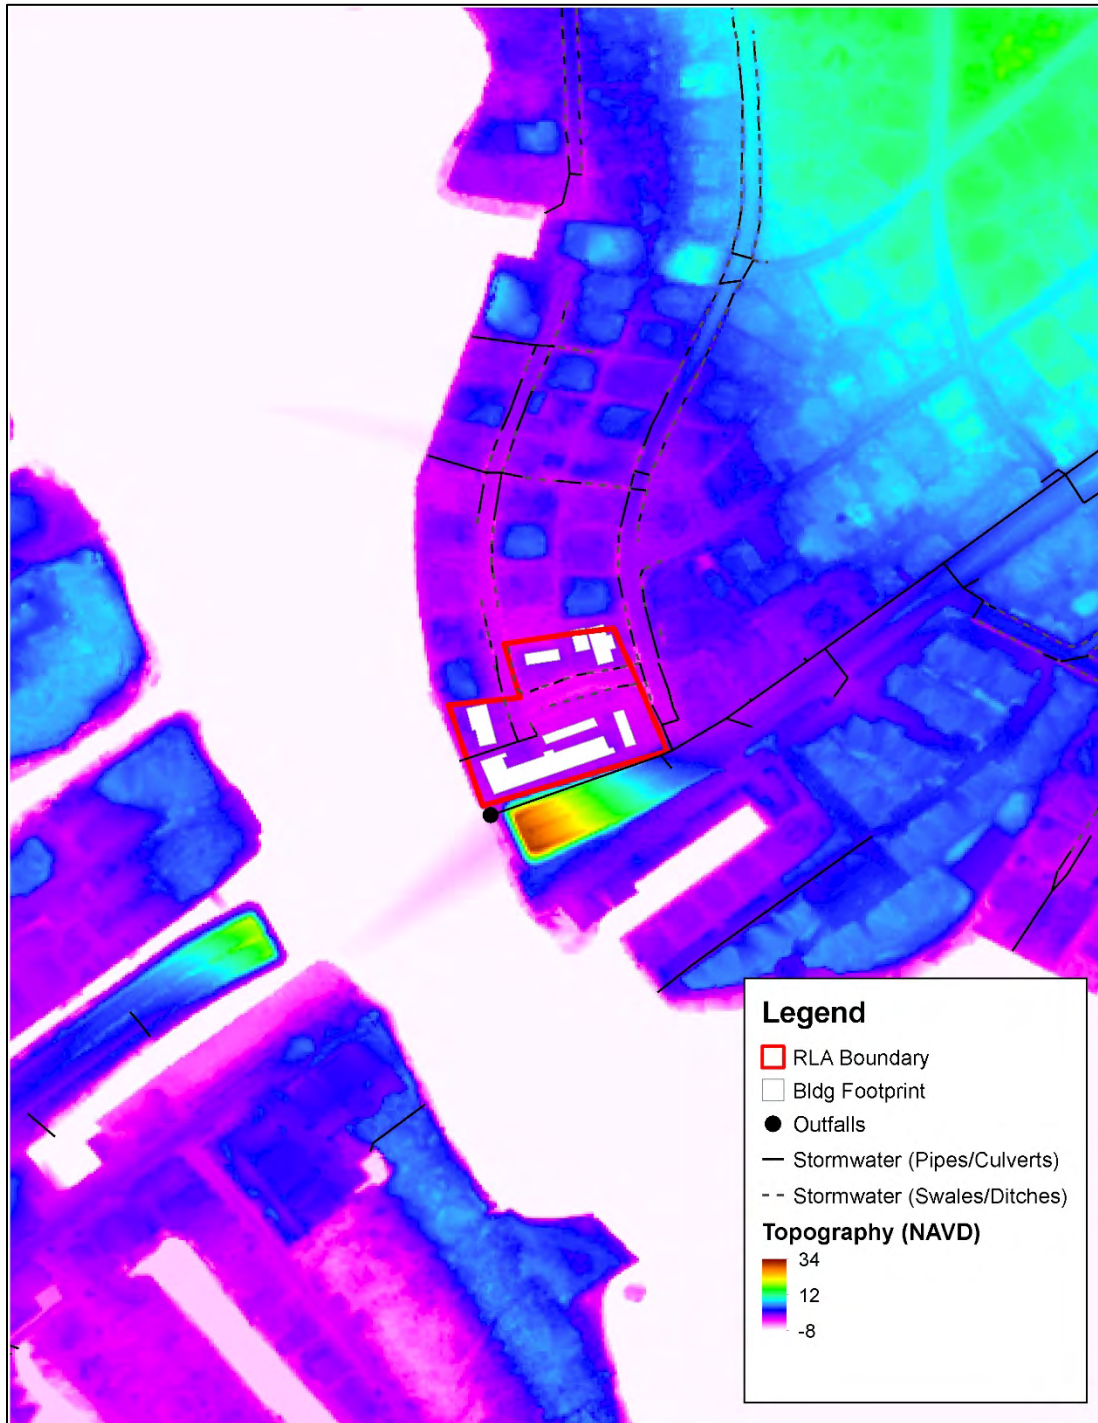 Legend
RLA Boundary
Bldg Footprint
Outfalls
Stormwater (Pipes/Culverts)
Stormwater (Swales/Ditches)
Topography (NAVD)
34
12
-8